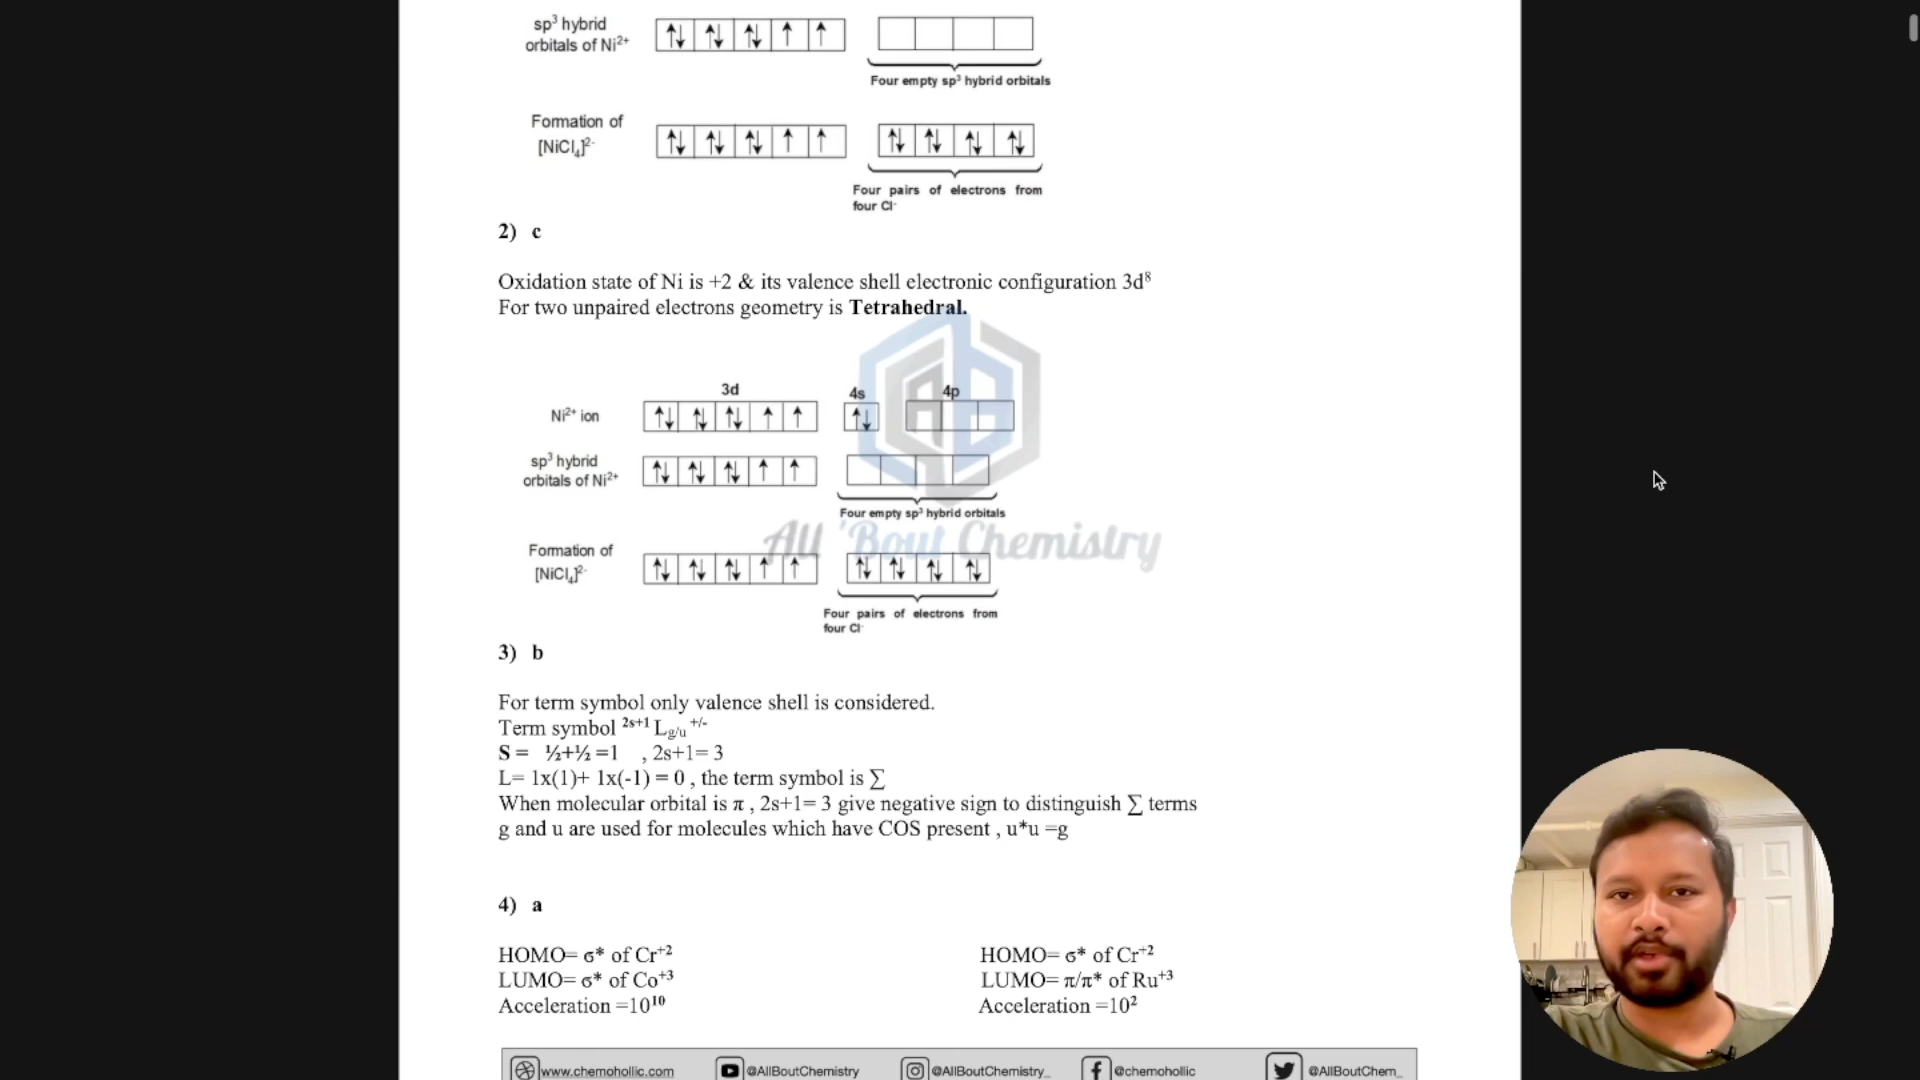 sp³ hybrid
orbitals of Ni²⁺
Four empty sp³ hybrid orbitals
Formation of
[NiCl₄]²⁻
Four pairs of electrons from
four Cl⁻
2) c
Oxidation state of Ni is +2 & its valence shell electronic configuration 3d⁸
For two unpaired electrons geometry is Tetrahedral.
3d 4s 4p
Ni²⁺ ion
sp³ hybrid
orbitals of Ni²⁺
Four empty sp³ hybrid orbitals
All 'Bout Chemistry
Formation of
[NiCl₄]²⁻
Four pairs of electrons from
four Cl⁻
3) b
For term symbol only valence shell is considered.
Term symbol ²ˢ⁺¹ L g/u ⁺/⁻
S = ½+½ =1 , 2s+1= 3
L= 1x(1)+ 1x(-1) = 0 , the term symbol is ∑
When molecular orbital is π , 2s+1= 3 give negative sign to distinguish ∑ terms
g and u are used for molecules which have COS present , u*u =g
4) a
HOMO= σ* of Cr⁺² HOMO= σ* of Cr⁺²
LUMO= σ* of Co⁺³ LUMO= π/π* of Ru⁺³
Acceleration =10¹⁰ Acceleration =10²
www.chemohollic.com @AllBoutChemistry @AllBoutChemistry_ @chemohollic @AllBoutChem_